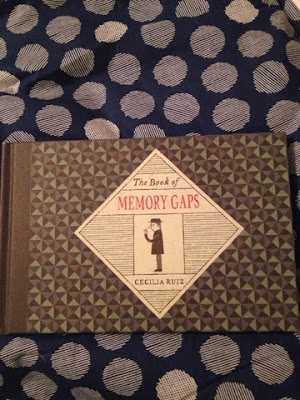 The Book of
MEMORY GAPS
CECILIA RUIZ